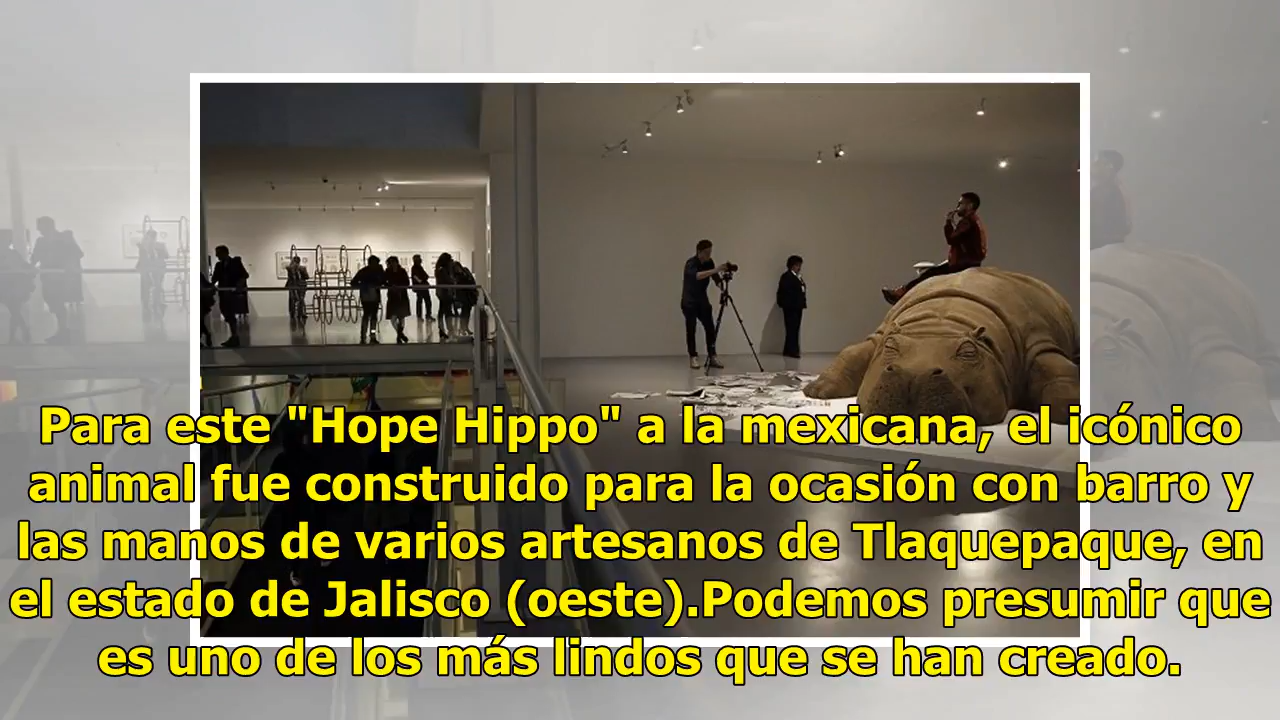 Para este "Hope Hippo" a la mexicana, el icónico
animal fue construido para la ocasión con barro y
las manos de varios artesanos de Tlaquepaque, en
el estado de Jalisco (oeste).Podemos presumir que
es uno de los más lindos que se han creado.